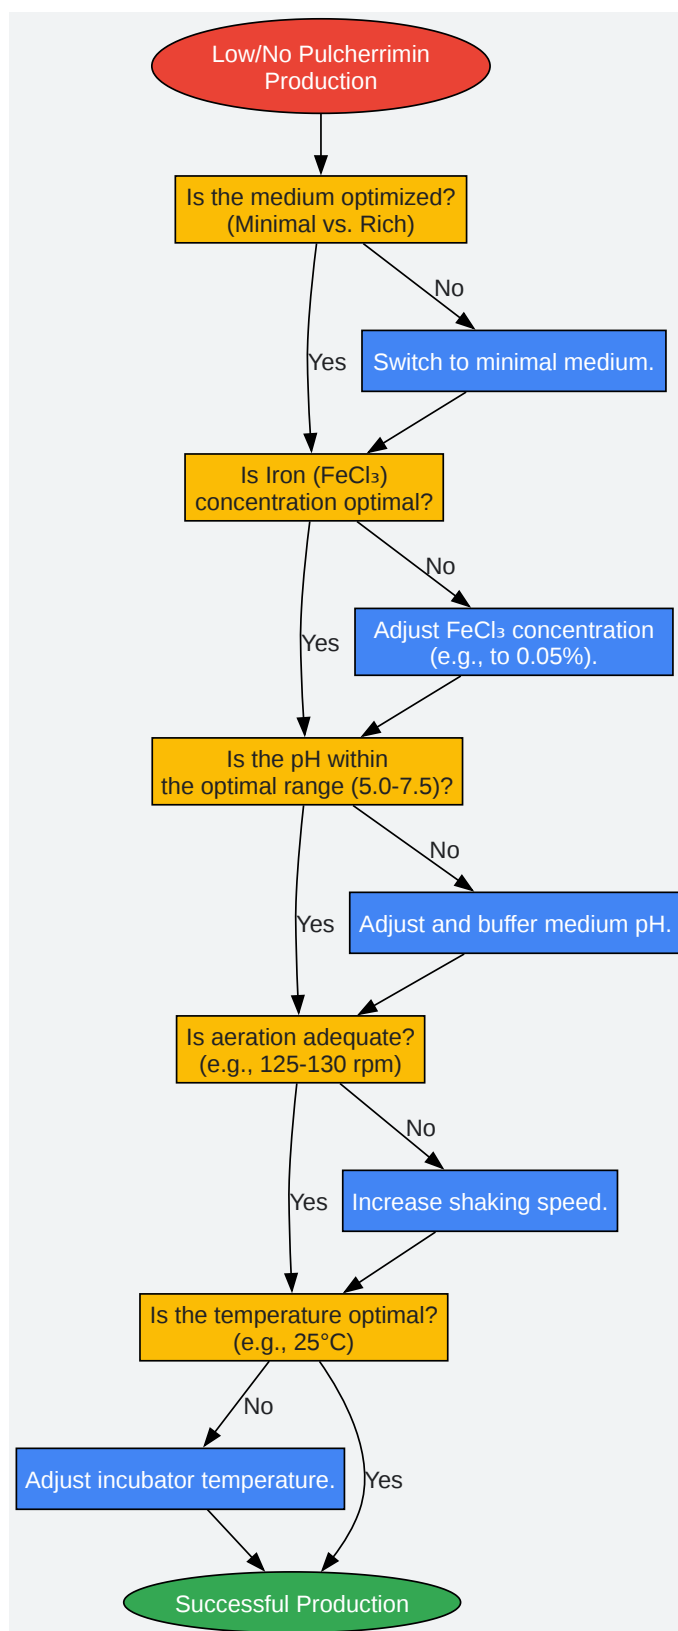 Low/No Pulcherrimin
Production
Is the medium optimized?
(Minimal vs. Rich)
No
Yes
Switch to minimal medium.
Is Iron (FeCl₃)
concentration optimal?
No
Yes
Adjust FeCl₃ concentration
(e.g., to 0.05%).
Is the pH within
the optimal range (5.0-7.5)?
No
Yes
Adjust and buffer medium pH.
Is aeration adequate?
(e.g., 125-130 rpm)
No
Yes
Increase shaking speed.
Is the temperature optimal?
(e.g., 25°C)
No
Adjust incubator temperature.
Yes
Successful Production